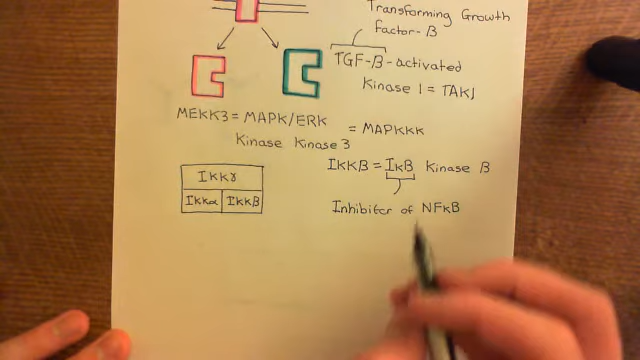 Transforming Growth
Factor-β
TGF-β-activated
Kinase 1 = TAK1
MEKK3 = MAPK/ERK
Kinase Kinase 3
= MAPKKK
IKKβ = IκB Kinase β
IKKγ
IKKα IKKβ
Inhibitor of NFκB